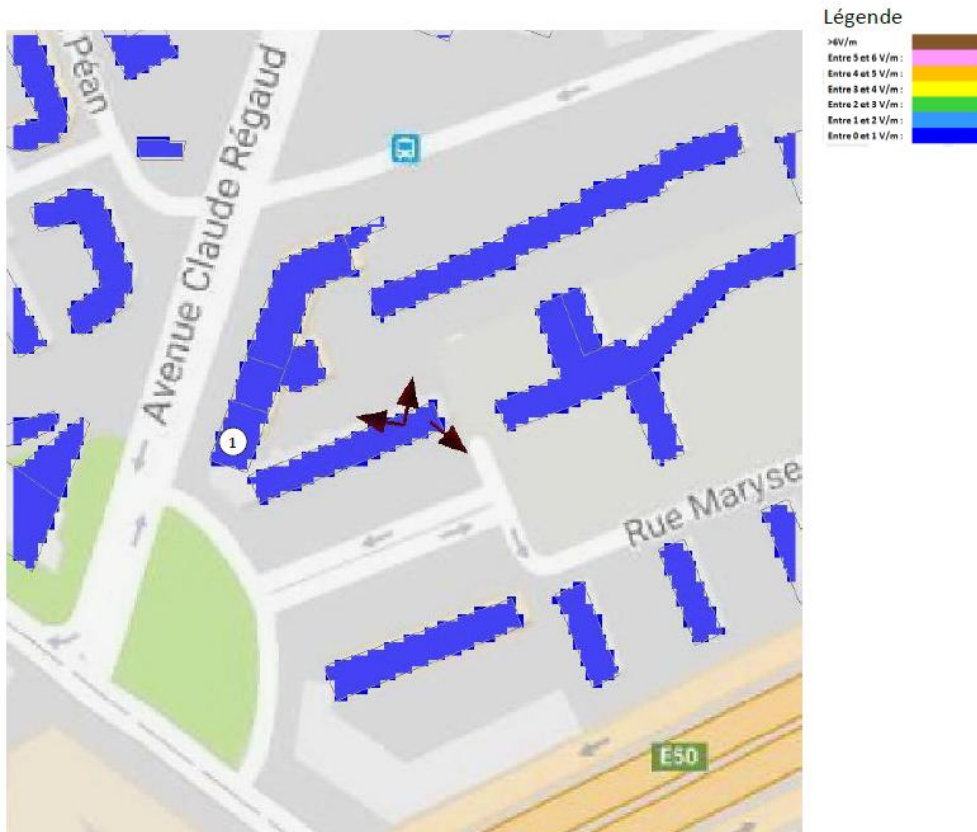 Légende
>6V/m
Entre 5 et 6 V/m :
Entre 4 et 5 V/m :
Entre 3 et 4 V/m :
Entre 2 et 3 V/m :
Entre 1 et 2 V/m :
Entre 0 et 1 V/m :
Péan
Avenue Claude Régaud
1
Rue Maryse
E50